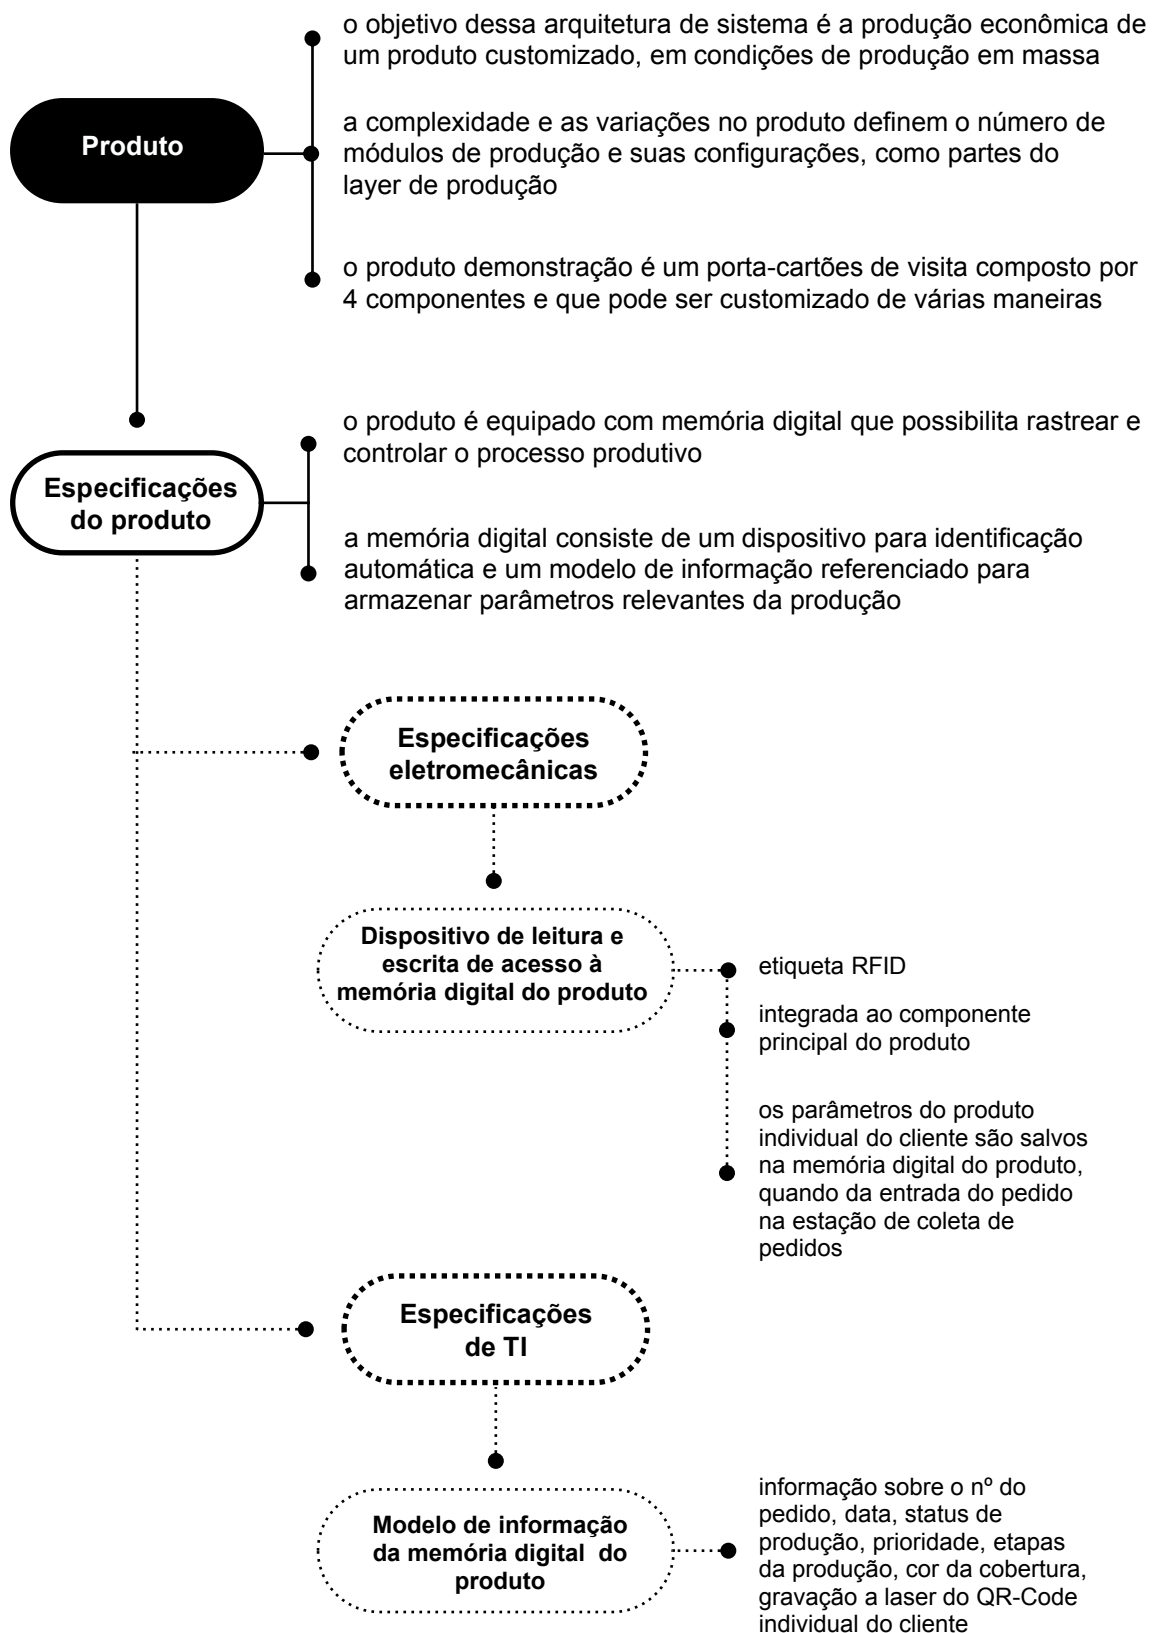 o objetivo dessa arquitetura de sistema é a produção econômica de
um produto customizado, em condições de produção em massa
Produto
a complexidade e as variações no produto definem o número de
módulos de produção e suas configurações, como partes do
layer de produção
o produto demonstração é um porta-cartões de visita composto por
4 componentes e que pode ser customizado de várias maneiras
Especificações
do produto
o produto é equipado com memória digital que possibilita rastrear e
controlar o processo produtivo
a memória digital consiste de um dispositivo para identificação
automática e um modelo de informação referenciado para
armazenar parâmetros relevantes da produção
Especificações
eletromecânicas
Dispositivo de leitura e
escrita de acesso à
memória digital do produto
etiqueta RFID
integrada ao componente
principal do produto
os parâmetros do produto
individual do cliente são salvos
na memória digital do produto,
quando da entrada do pedido
na estação de coleta de
pedidos
Especificações
de TI
Modelo de informação
da memória digital  do
produto
informação sobre o nº do
pedido, data, status de
produção, prioridade, etapas
da produção, cor da cobertura,
gravação a laser do QR-Code
individual do cliente